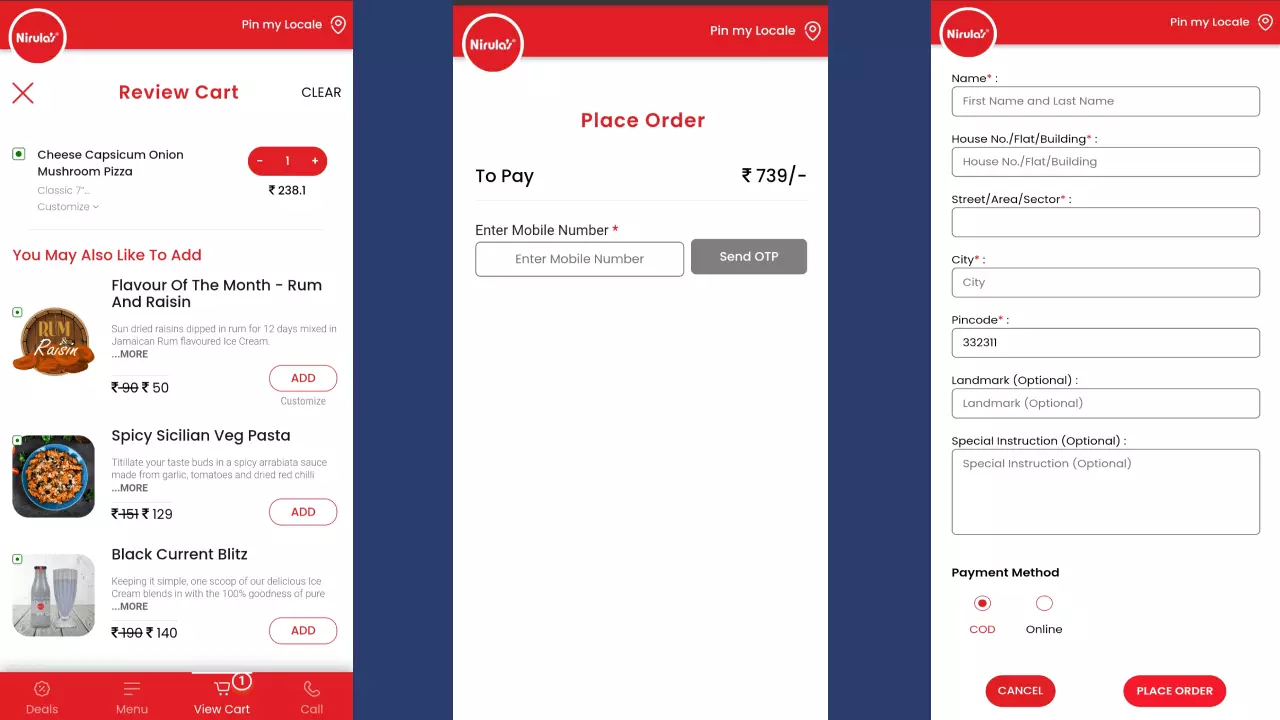 Nirula's®
Pin my Locale
Review Cart
CLEAR
Cheese Capsicum Onion
Mushroom Pizza
Classic 7"...
Customize
- 1 +
₹ 238.1
You May Also Like To Add
Flavour Of The Month - Rum
And Raisin
RUM
&
Raisin
Sun dried raisins dipped in rum for 12 days mixed in
Jamaican Rum flavoured Ice Cream.
...MORE
₹ 90 ₹ 50
ADD
Customize
Spicy Sicilian Veg Pasta
Titillate your taste buds in a spicy arrabiata sauce
made from garlic, tomatoes and dried red chilli
...MORE
₹ 151 ₹ 129
ADD
Black Current Blitz
Keeping it simple, one scoop of our delicious Ice
Cream blends in with the 100% goodness of pure
...MORE
₹ 190 ₹ 140
ADD
Deals
Menu
1
View Cart
Call
Nirula's®
Pin my Locale
Place Order
To Pay
₹ 739/-
Enter Mobile Number *
Enter Mobile Number
Send OTP
Nirula's®
Pin my Locale
Name* :
First Name and Last Name
House No./Flat/Building* :
House No./Flat/Building
Street/Area/Sector* :
City* :
City
Pincode* :
332311
Landmark (Optional) :
Landmark (Optional)
Special Instruction (Optional) :
Special Instruction (Optional)
Payment Method
COD
Online
CANCEL
PLACE ORDER